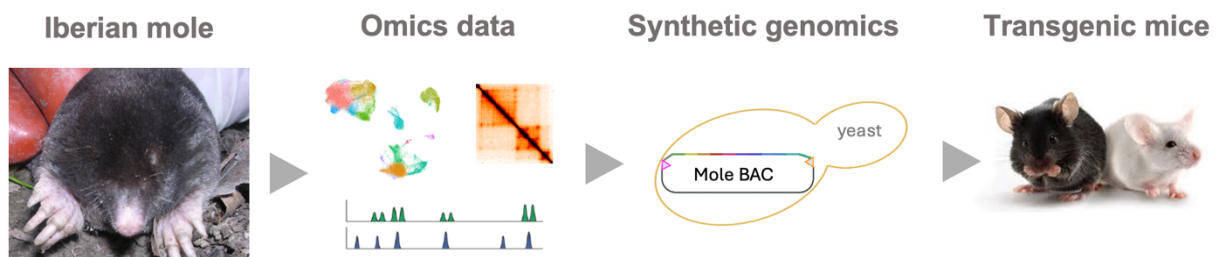 Iberian mole
Omics data
Synthetic genomics
Transgenic mice
yeast
Mole BAC